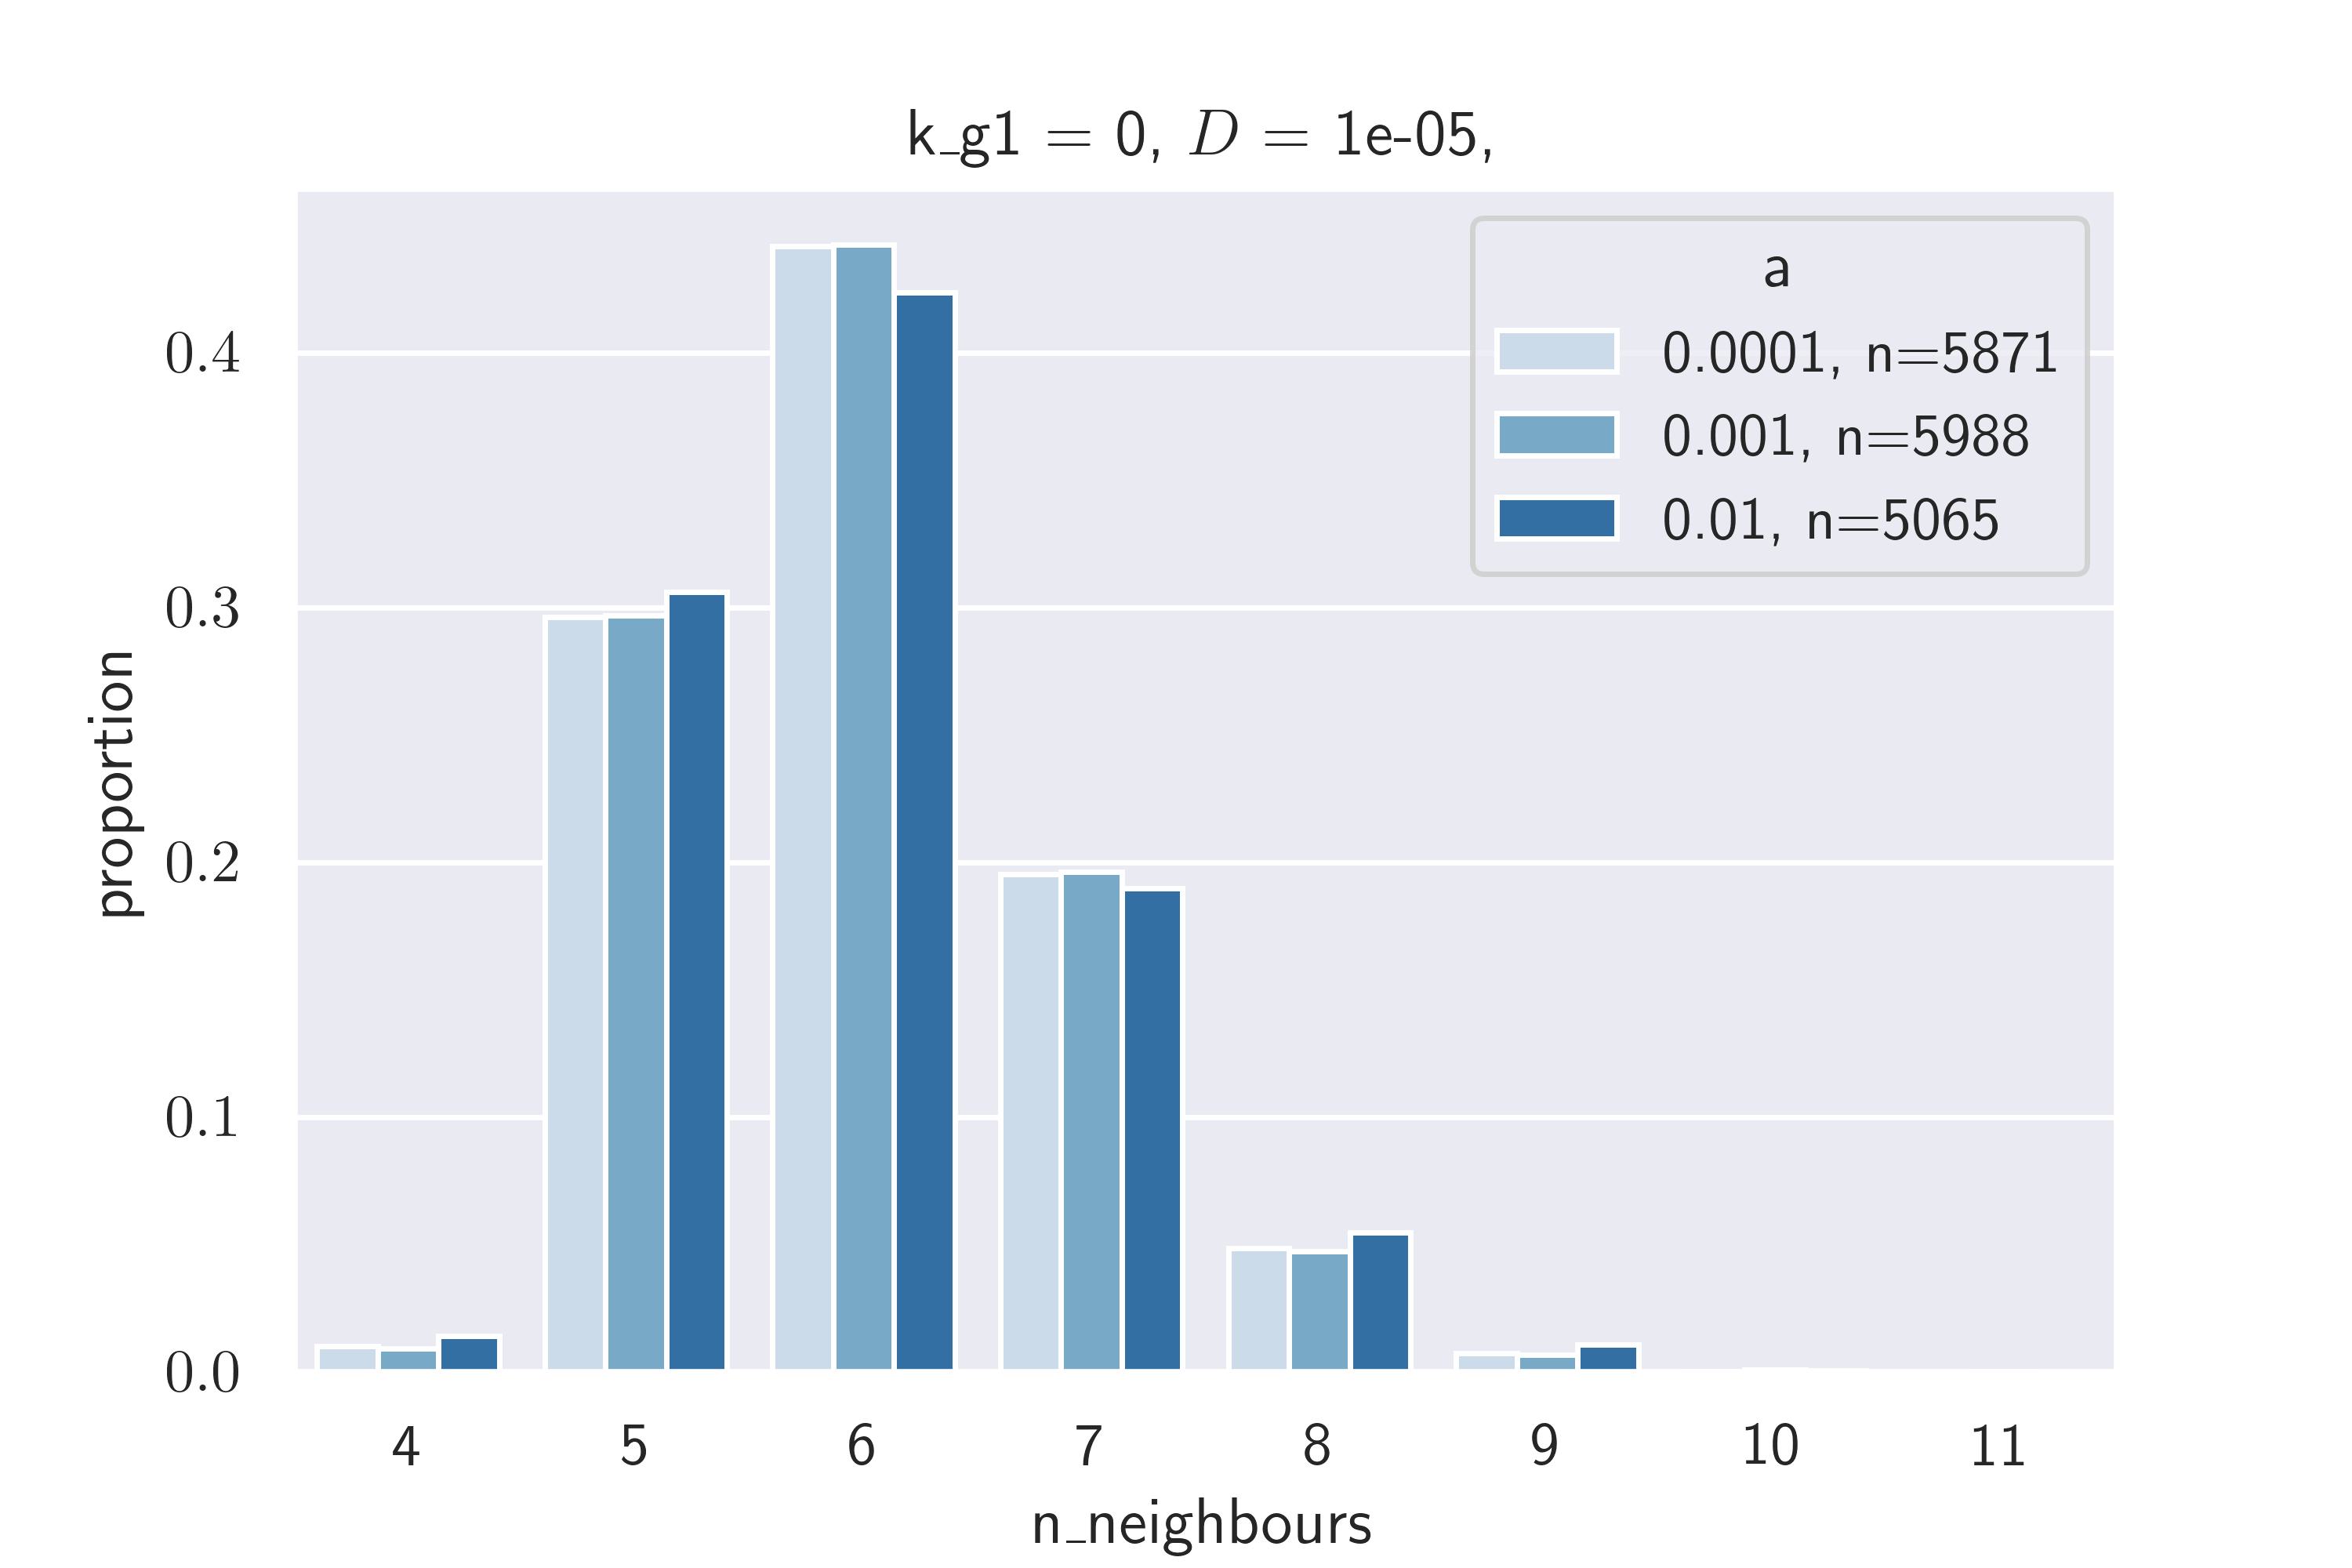 k_g1 = 0, D = 1e-05,
a
0.0001, n=5871
0.001, n=5988
0.01, n=5065
proportion
0.4
0.3
0.2
0.1
0.0
4 5 6 7 8 9 10 11
n_neighbours